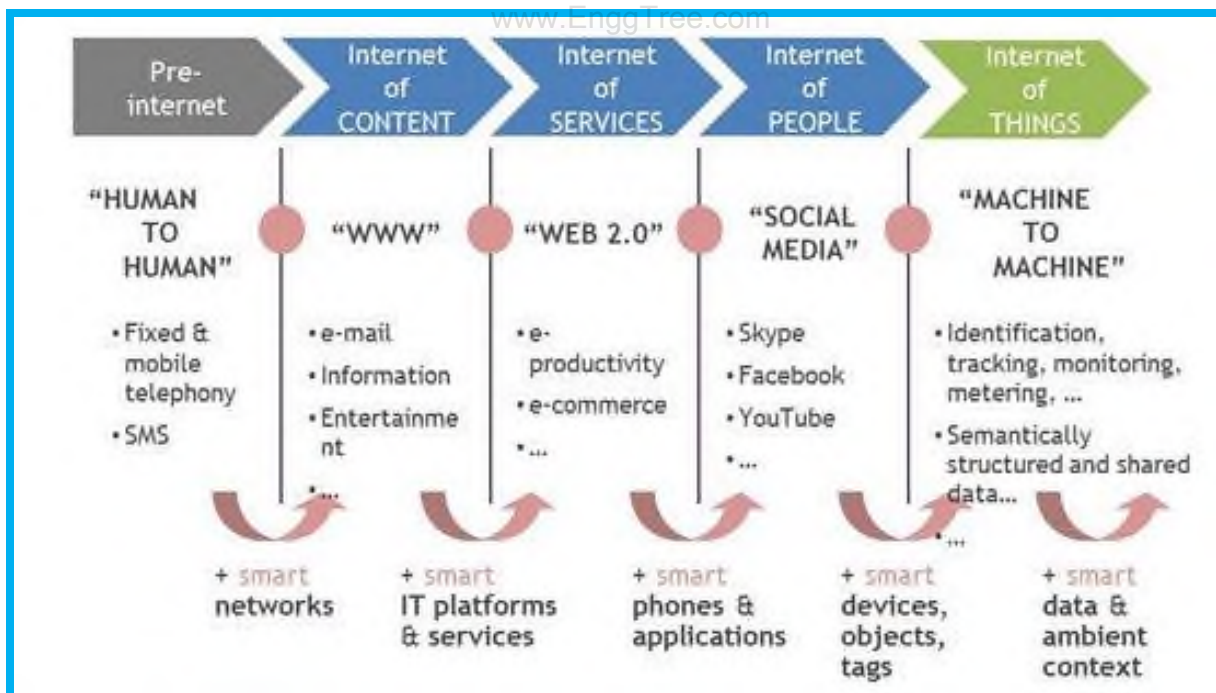 www.EnggTree.com
Pre-
internet
Internet
of
CONTENT
Internet
of
SERVICES
Internet
of
PEOPLE
Internet
of
THINGS
“HUMAN
TO
HUMAN”
“WWW”
“WEB 2.0”
“SOCIAL
MEDIA”
“MACHINE
TO
MACHINE”
• Fixed &
mobile
telephony
• SMS
• e-mail
• Information
• Entertainme
nt
• ...
• e-
productivity
• e-commerce
• ...
• Skype
• Facebook
• YouTube
• ...
• Identification,
tracking, monitoring,
metering, ...
• Semantically
structured and shared
data...
• ...
+ smart
networks
+ smart
IT platforms
& services
+ smart
phones &
applications
+ smart
devices,
objects,
tags
+ smart
data &
ambient
context